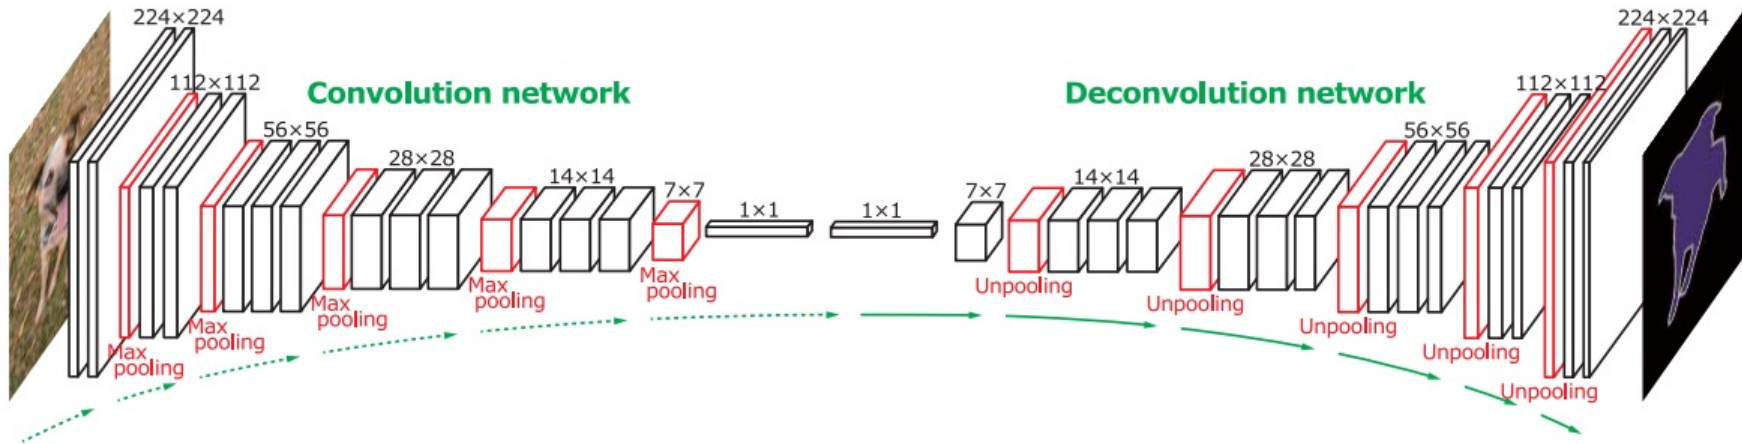 224×224
112×112
Convolution network
56×56
28×28
14×14
7×7
1×1
1×1
7×7
14×14
28×28
56×56
Deconvolution network
112×112
224×224
Max
pooling
Max
pooling
Max
pooling
Max
pooling
Max
pooling
Unpooling
Unpooling
Unpooling
Unpooling
Unpooling